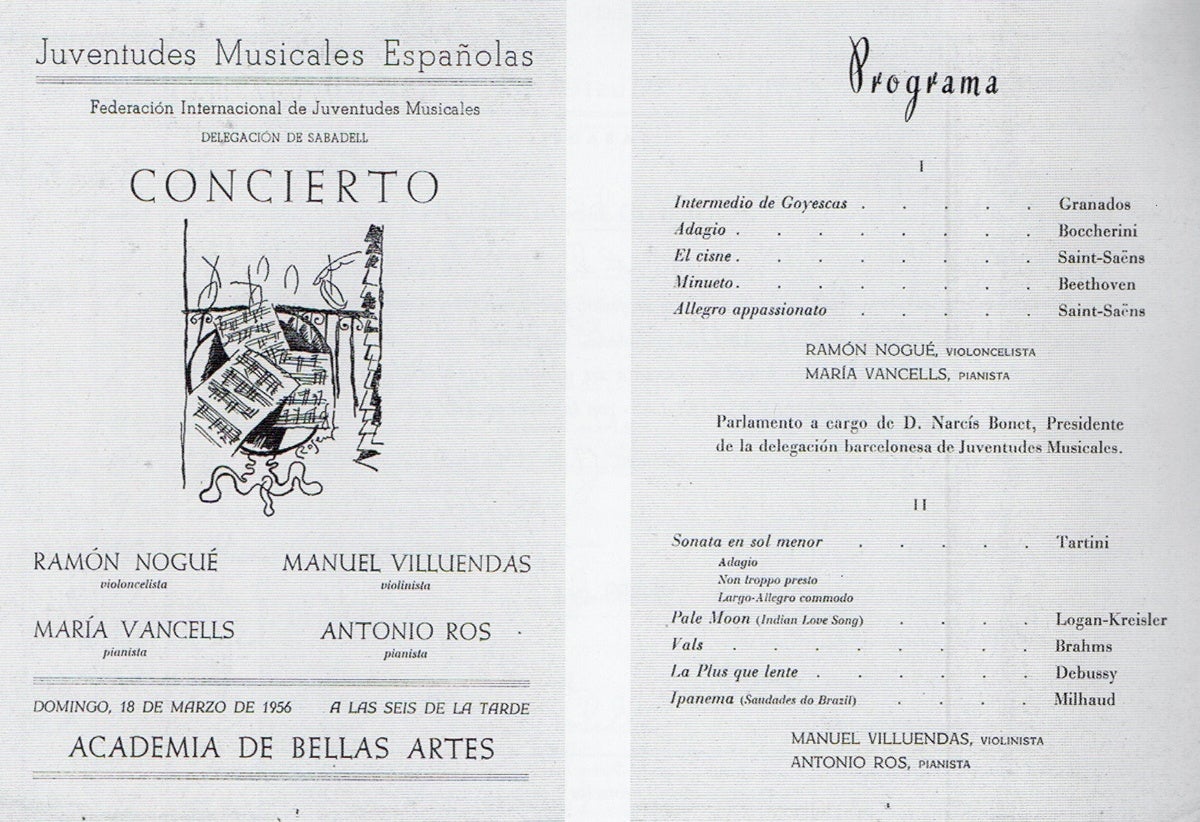 Juventudes Musicales Españolas
Federación Internacional de Juventudes Musicales
DELEGACIÓN DE SABADELL
CONCIERTO
RAMÓN NOGUÉ MANUEL VILLUENDAS
violoncelista violinista
MARÍA VANCELLS ANTONIO ROS
pianista pianista
DOMINGO, 18 DE MARZO DE 1956 A LAS SEIS DE LA TARDE
ACADEMIA DE BELLAS ARTES
Programa
I
Intermedio de Goyescas . . . . . Granados
Adagio . . . . . . . . Boccherini
El cisne . . . . . . . . Saint-Saëns
Minueto . . . . . . . . Beethoven
Allegro appassionato . . . . . Saint-Saëns
RAMÓN NOGUÉ, VIOLONCELISTA
MARÍA VANCELLS, PIANISTA
Parlamento a cargo de D. Narcís Bonet, Presidente
de la delegación barcelonesa de Juventudes Musicales.
II
Sonata en sol menor . . . . . Tartini
Adagio
Non troppo presto
Largo-Allegro commodo
Pale Moon (Indian Love Song) . . . . Logan-Kreisler
Vals . . . . . . . . Brahms
La Plus que lente . . . . . . Debussy
Ipanema (Saudades do Brazil) . . . . Milhaud
MANUEL VILLUENDAS, VIOLINISTA
ANTONIO ROS, PIANISTA